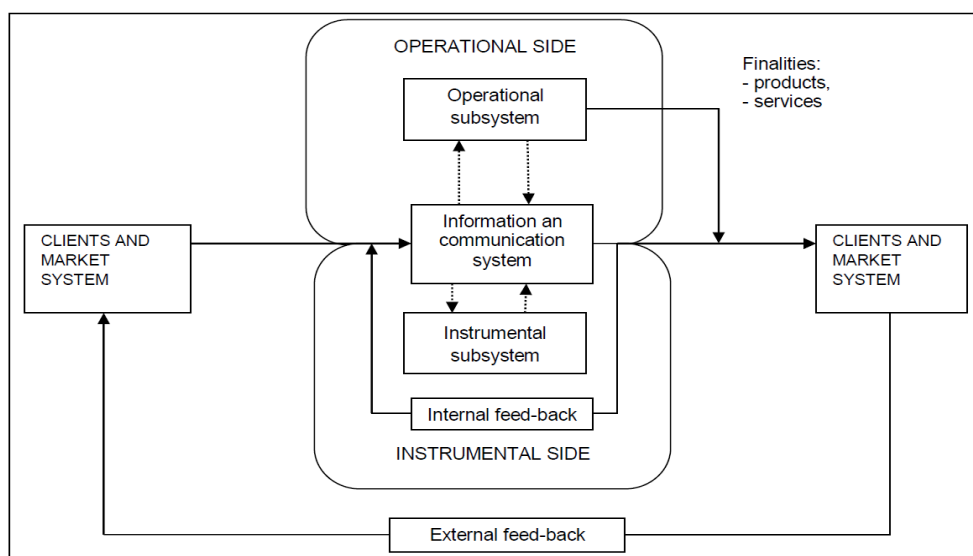 OPERATIONAL SIDE
Finalities:
- products,
- services
Operational
subsystem
Information an
communication
system
CLIENTS AND
MARKET
SYSTEM
CLIENTS AND
MARKET
SYSTEM
Instrumental
subsystem
Internal feed-back
INSTRUMENTAL SIDE
External feed-back